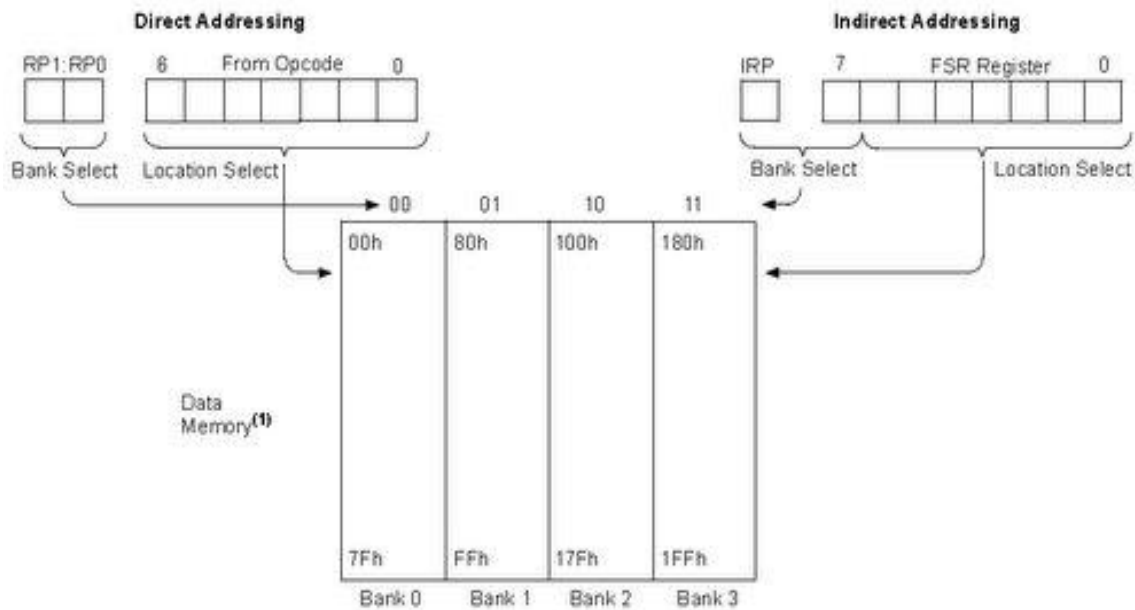 Direct Addressing
Indirect Addressing
RP1:RP0 6 From Opcode 0
IRP 7 FSR Register 0
Bank Select Location Select
Bank Select Location Select
00 01 10 11
00h 80h 100h 180h
Data
Memory(1)
7Fh FFh 17Fh 1FFh
Bank 0 Bank 1 Bank 2 Bank 3